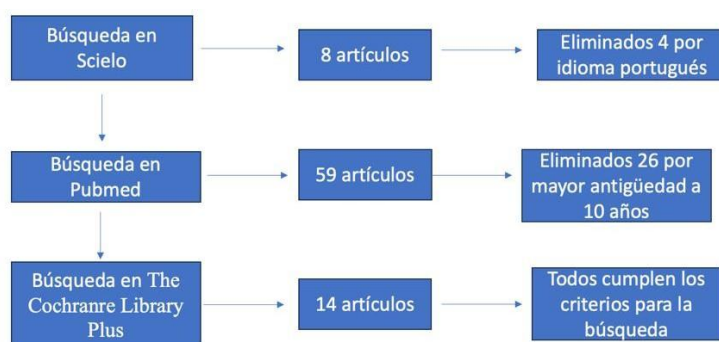 Búsqueda en
Scielo
8 artículos
Eliminados 4 por
idioma portugués
Búsqueda en
Pubmed
59 artículos
Eliminados 26 por
mayor antigüedad a
10 años
Búsqueda en The
Cochranre Library
Plus
14 artículos
Todos cumplen los
criterios para la
búsqueda